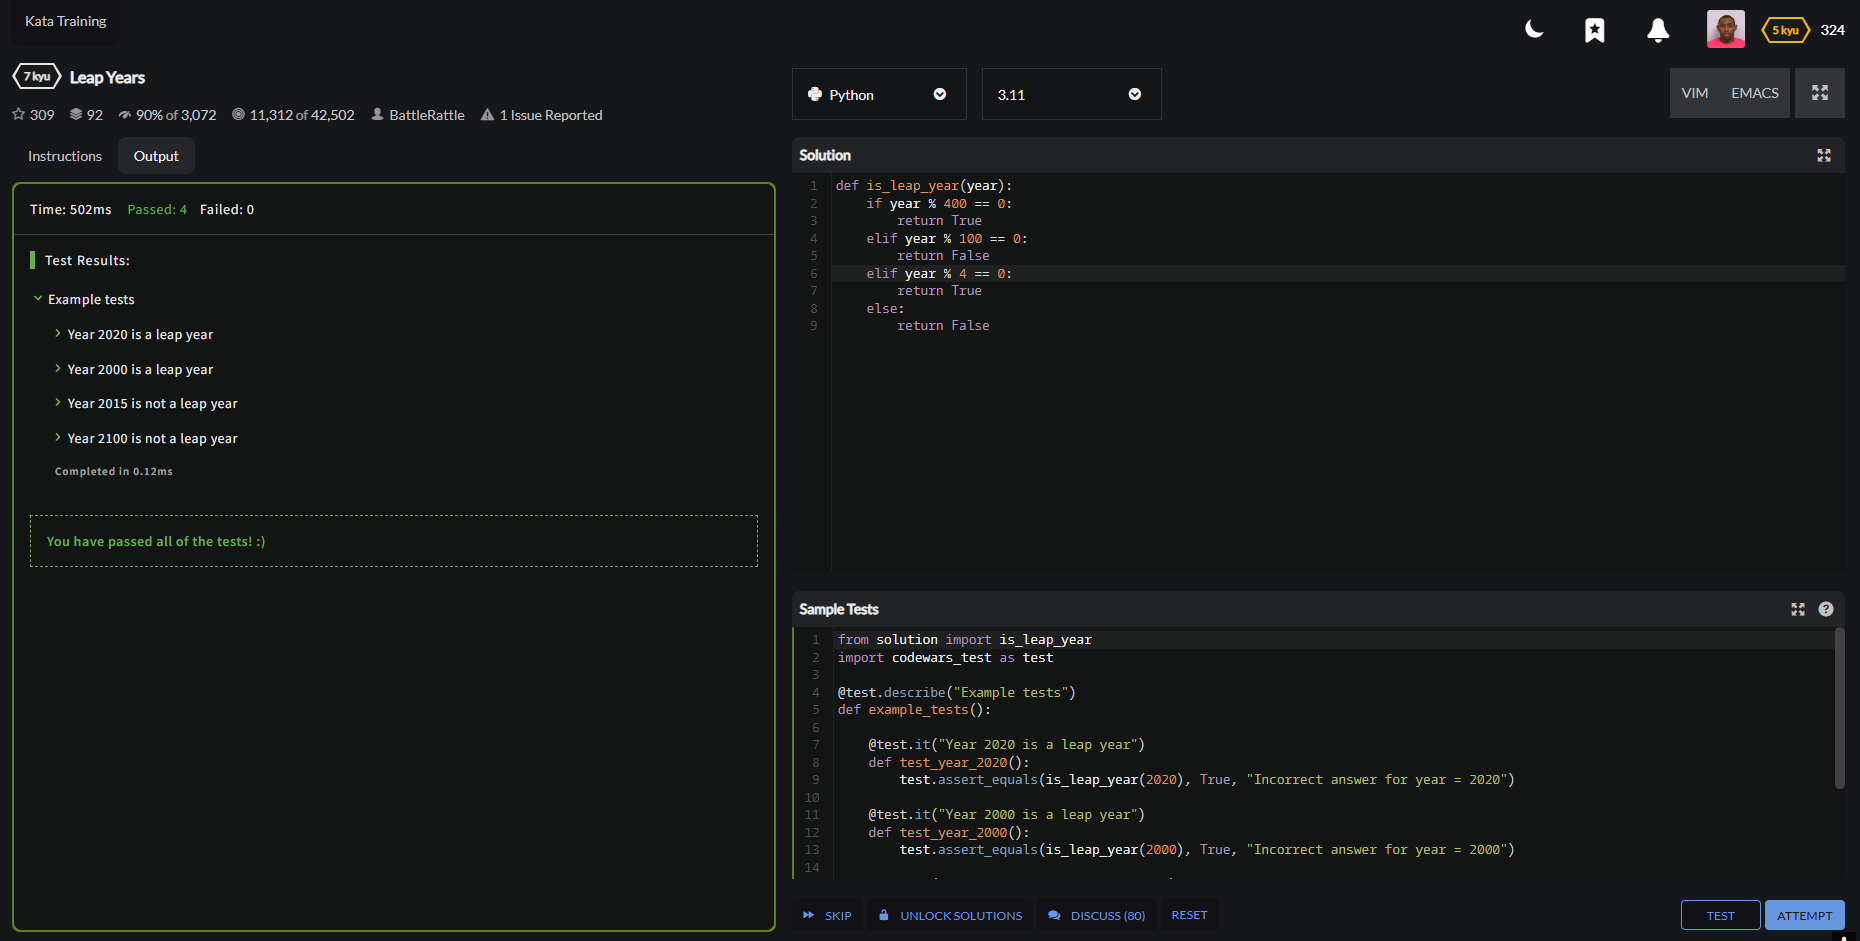 Kata Training
5 kyu 324
7 kyu Leap Years
309 92 90% of 3,072 11,312 of 42,502 BattleRattle 1 Issue Reported
Instructions Output
Time: 502ms Passed: 4 Failed: 0
Test Results:
Example tests
Year 2020 is a leap year
Year 2000 is a leap year
Year 2015 is not a leap year
Year 2100 is not a leap year
Completed in 0.12ms
You have passed all of the tests! :)
Python 3.11 VIM EMACS
Solution
1 def is_leap_year(year):
2     if year % 400 == 0:
3         return True
4     elif year % 100 == 0:
5         return False
6     elif year % 4 == 0:
7         return True
8     else:
9         return False
Sample Tests
1 from solution import is_leap_year
2 import codewars_test as test
3
4 @test.describe("Example tests")
5 def example_tests():
6
7     @test.it("Year 2020 is a leap year")
8     def test_year_2020():
9         test.assert_equals(is_leap_year(2020), True, "Incorrect answer for year = 2020")
10
11     @test.it("Year 2000 is a leap year")
12     def test_year_2000():
13         test.assert_equals(is_leap_year(2000), True, "Incorrect answer for year = 2000")
14
SKIP UNLOCK SOLUTIONS DISCUSS (80) RESET TEST ATTEMPT